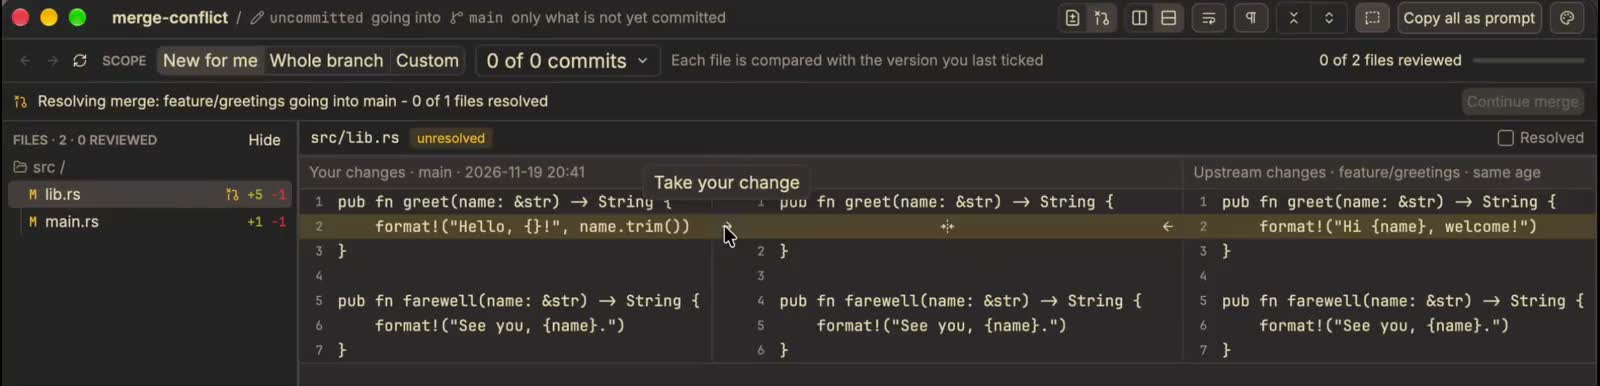 merge-conflict / uncommitted going into main only what is not yet committed Copy all as prompt
SCOPE New for me Whole branch Custom 0 of 0 commits Each file is compared with the version you last ticked 0 of 2 files reviewed
Resolving merge: feature/greetings going into main - 0 of 1 files resolved Continue merge
FILES · 2 · 0 REVIEWED Hide
src /
M lib.rs +5 -1
M main.rs +1 -1
src/lib.rs unresolved Resolved
Your changes · main · 2026-11-19 20:41
Take your change
1 pub fn greet(name: &str) -> String {
2 format!("Hello, {}!", name.trim())
3 }
4
5 pub fn farewell(name: &str) -> String {
6 format!("See you, {name}.")
7 }
1 pub fn greet(name: &str) -> String {
2 }
3
4 pub fn farewell(name: &str) -> String {
5 format!("See you, {name}.")
6 }
Upstream changes · feature/greetings · same age
1 pub fn greet(name: &str) -> String {
2 format!("Hi {name}, welcome!")
3 }
4
5 pub fn farewell(name: &str) -> String {
6 format!("See you, {name}.")
7 }